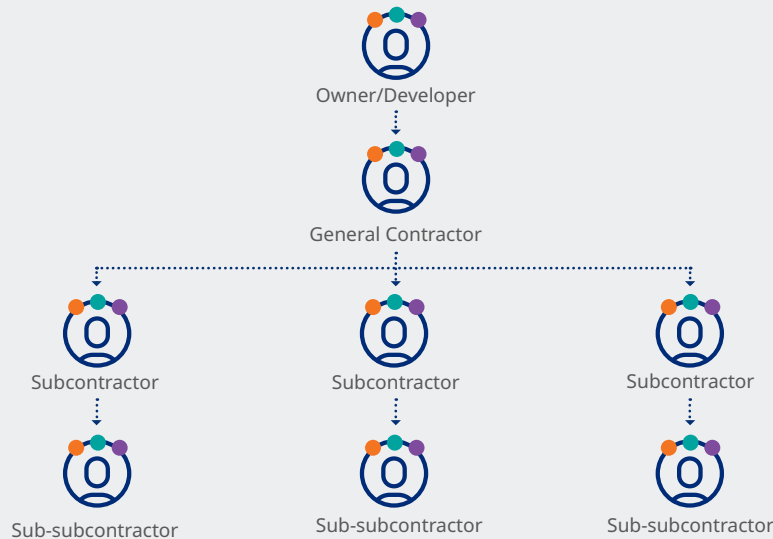 Owner/Developer
General Contractor
Subcontractor
Subcontractor
Subcontractor
Sub-subcontractor
Sub-subcontractor
Sub-subcontractor